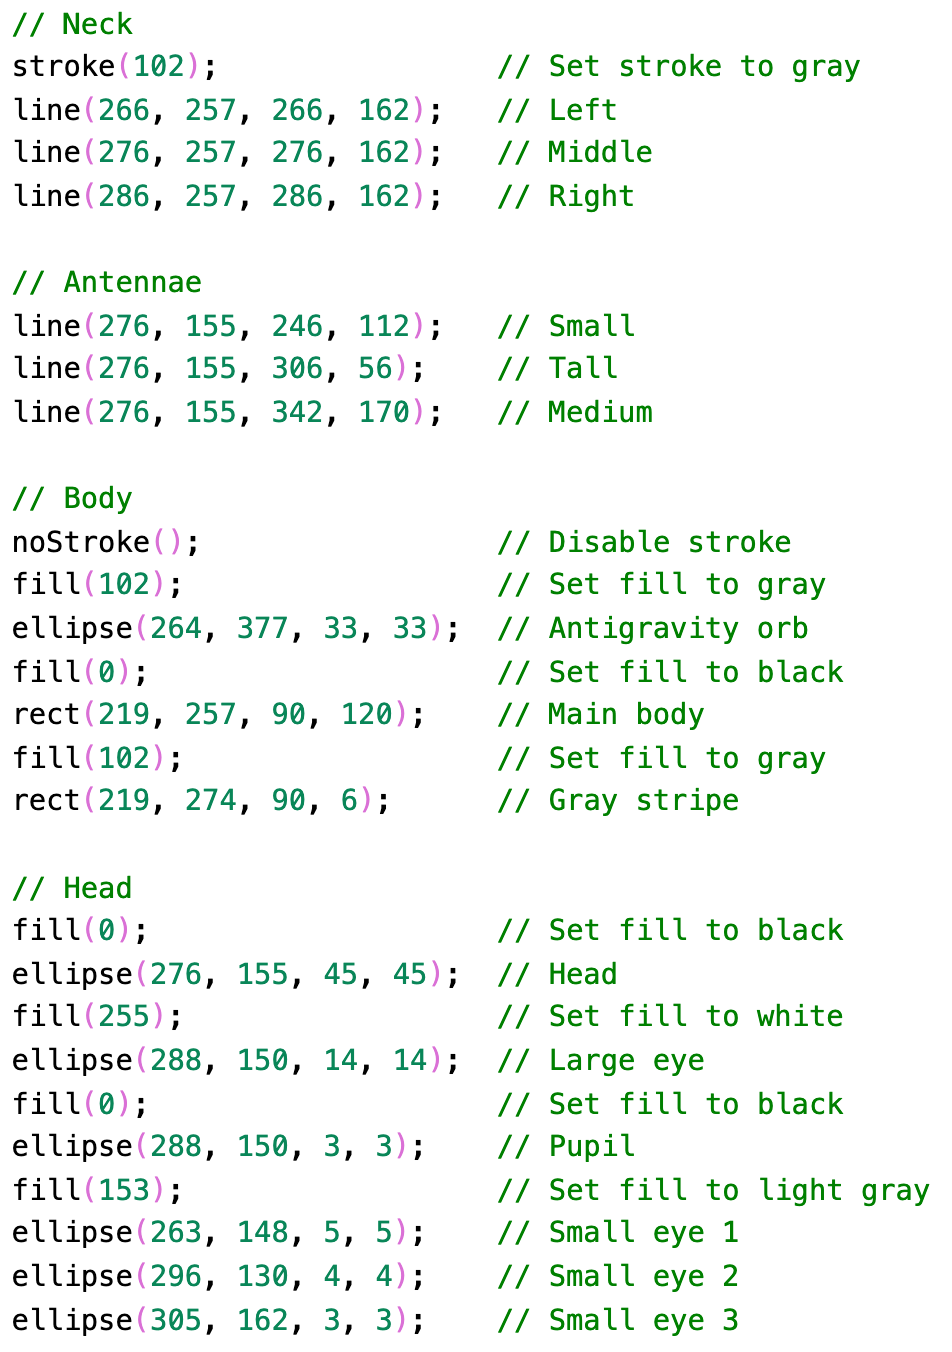 // Neck
stroke(102);                // Set stroke to gray
line(266, 257, 266, 162);   // Left
line(276, 257, 276, 162);   // Middle
line(286, 257, 286, 162);   // Right

// Antennae
line(276, 155, 246, 112);   // Small
line(276, 155, 306, 56);    // Tall
line(276, 155, 342, 170);   // Medium

// Body
noStroke();                 // Disable stroke
fill(102);                  // Set fill to gray
ellipse(264, 377, 33, 33);  // Antigravity orb
fill(0);                    // Set fill to black
rect(219, 257, 90, 120);    // Main body
fill(102);                  // Set fill to gray
rect(219, 274, 90, 6);      // Gray stripe

// Head
fill(0);                    // Set fill to black
ellipse(276, 155, 45, 45);  // Head
fill(255);                  // Set fill to white
ellipse(288, 150, 14, 14);  // Large eye
fill(0);                    // Set fill to black
ellipse(288, 150, 3, 3);    // Pupil
fill(153);                  // Set fill to light gray
ellipse(263, 148, 5, 5);    // Small eye 1
ellipse(296, 130, 4, 4);    // Small eye 2
ellipse(305, 162, 3, 3);    // Small eye 3